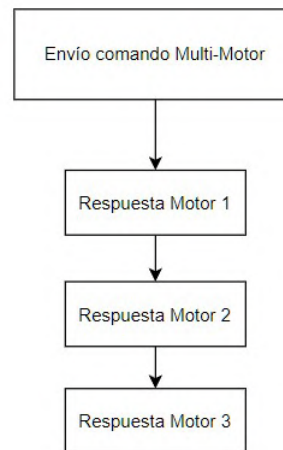 Envío comando Multi-Motor
Respuesta Motor 1
Respuesta Motor 2
Respuesta Motor 3